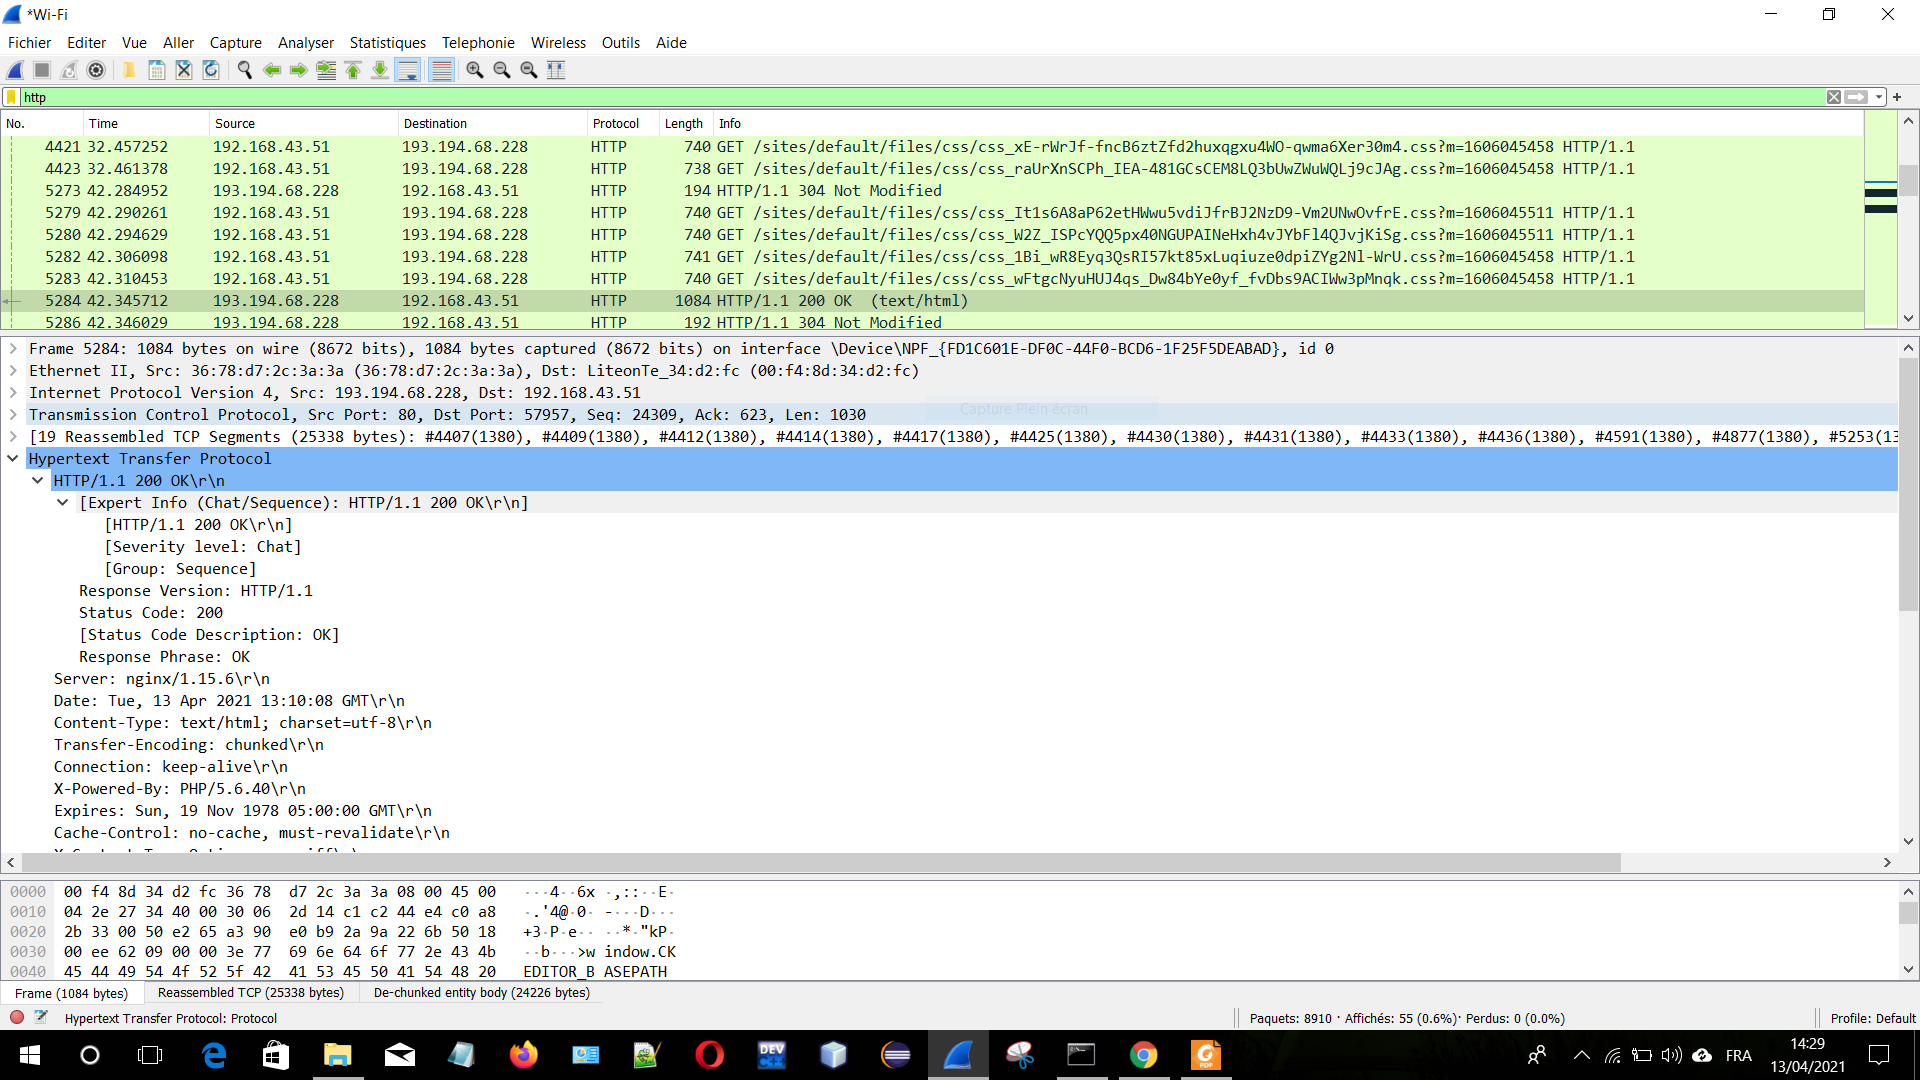 *Wi-Fi
Fichier Editer Vue Aller Capture Analyser Statistiques Telephonie Wireless Outils Aide
http
No. Time Source Destination Protocol Length Info
4421 32.457252 192.168.43.51 193.194.68.228 HTTP 740 GET /sites/default/files/css/css_xE-rWrJf-fncB6ztZfd2huxqgxu4WO-qwma6Xer30m4.css?m=1606045458 HTTP/1.1
4423 32.461378 192.168.43.51 193.194.68.228 HTTP 738 GET /sites/default/files/css/css_raUrXnSCPh_IEA-481GCsCEM8LQ3bUwZWuWQLj9cJAg.css?m=1606045458 HTTP/1.1
5273 42.284952 193.194.68.228 192.168.43.51 HTTP 194 HTTP/1.1 304 Not Modified
5279 42.290261 192.168.43.51 193.194.68.228 HTTP 740 GET /sites/default/files/css/css_It1s6A8aP62etHWwu5vdiJfrBJ2NzD9-Vm2UNwOvfrE.css?m=1606045511 HTTP/1.1
5280 42.294629 192.168.43.51 193.194.68.228 HTTP 740 GET /sites/default/files/css/css_W2Z_ISPcYQQ5px40NGUPAINeHxh4vJYbFl4QJvjKiSg.css?m=1606045511 HTTP/1.1
5282 42.306098 192.168.43.51 193.194.68.228 HTTP 741 GET /sites/default/files/css/css_1Bi_wR8Eyq3QsRI57kt85xLuqiuze0dpiZYg2Nl-WrU.css?m=1606045458 HTTP/1.1
5283 42.310453 192.168.43.51 193.194.68.228 HTTP 740 GET /sites/default/files/css/css_wFtgcNyuHUJ4qs_Dw84bYe0yf_fvDbs9ACIWw3pMnqk.css?m=1606045458 HTTP/1.1
5284 42.345712 193.194.68.228 192.168.43.51 HTTP 1084 HTTP/1.1 200 OK (text/html)
5286 42.346029 193.194.68.228 192.168.43.51 HTTP 192 HTTP/1.1 304 Not Modified
Frame 5284: 1084 bytes on wire (8672 bits), 1084 bytes captured (8672 bits) on interface \Device\NPF_{FD1C601E-DF0C-44F0-BCD6-1F25F5DEABAD}, id 0
Ethernet II, Src: 36:78:d7:2c:3a:3a (36:78:d7:2c:3a:3a), Dst: LiteonTe_34:d2:fc (00:f4:8d:34:d2:fc)
Internet Protocol Version 4, Src: 193.194.68.228, Dst: 192.168.43.51
Transmission Control Protocol, Src Port: 80, Dst Port: 57957, Seq: 24309, Ack: 623, Len: 1030
Capture Plein écran
[19 Reassembled TCP Segments (25338 bytes): #4407(1380), #4409(1380), #4412(1380), #4414(1380), #4417(1380), #4425(1380), #4430(1380), #4431(1380), #4433(1380), #4436(1380), #4591(1380), #4877(1380), #5253(13
Hypertext Transfer Protocol
HTTP/1.1 200 OK\r\n
[Expert Info (Chat/Sequence): HTTP/1.1 200 OK\r\n]
[HTTP/1.1 200 OK\r\n]
[Severity level: Chat]
[Group: Sequence]
Response Version: HTTP/1.1
Status Code: 200
[Status Code Description: OK]
Response Phrase: OK
Server: nginx/1.15.6\r\n
Date: Tue, 13 Apr 2021 13:10:08 GMT\r\n
Content-Type: text/html; charset=utf-8\r\n
Transfer-Encoding: chunked\r\n
Connection: keep-alive\r\n
X-Powered-By: PHP/5.6.40\r\n
Expires: Sun, 19 Nov 1978 05:00:00 GMT\r\n
Cache-Control: no-cache, must-revalidate\r\n
0000 00 f4 8d 34 d2 fc 36 78 d7 2c 3a 3a 08 00 45 00 ···4··6x ·,::··E·
0010 04 2e 27 34 40 00 30 06 2d 14 c1 c2 44 e4 c0 a8 ·.'4@·0· -···D···
0020 2b 33 00 50 e2 65 a3 90 e0 b9 2a 9a 22 6b 50 18 +3·P·e·· ··*·"kP·
0030 00 ee 62 09 00 00 3e 77 69 6e 64 6f 77 2e 43 4b ··b···>w indow.CK
0040 45 44 49 54 4f 52 5f 42 41 53 45 50 41 54 48 20 EDITOR_B ASEPATH
Frame (1084 bytes) Reassembled TCP (25338 bytes) De-chunked entity body (24226 bytes)
Hypertext Transfer Protocol: Protocol Paquets: 8910 · Affichés: 55 (0.6%)· Perdus: 0 (0.0%) Profile: Default
DEV C++ PDF FRA 14:29
13/04/2021